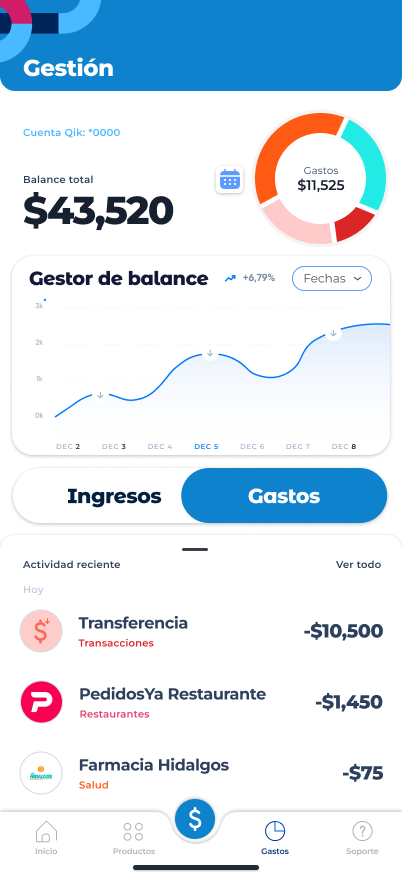 Gestión
Cuenta Qik: *0000
Balance total
$43,520
Gastos
$11,525
Gestor de balance
+6,79%
Fechas
3k
2k
1k
0k
DEC 2
DEC 3
DEC 4
DEC 5
DEC 6
DEC 7
DEC 8
Ingresos
Gastos
Actividad reciente
Ver todo
Hoy
Transferencia
Transacciones
-$10,500
PedidosYa Restaurante
Restaurantes
-$1,450
Farmacia Hidalgos
Salud
-$75
$
Inicio
Productos
Gastos
Soporte